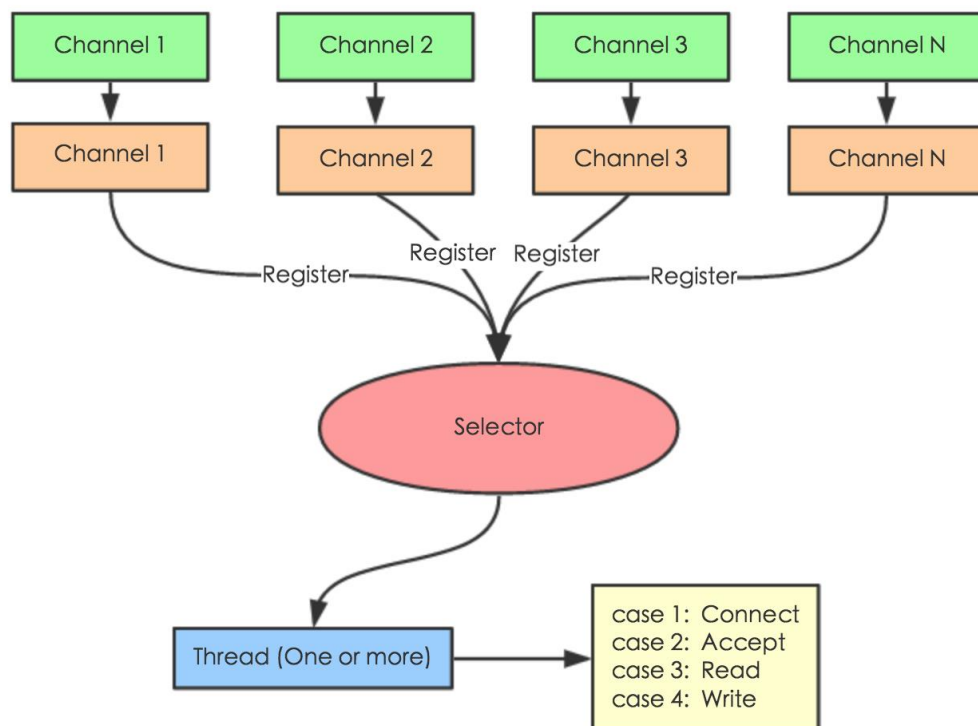 Channel 1
Channel 2
Channel 3
Channel N
Channel 1
Channel 2
Channel 3
Channel N
Register
Register
Register
Register
Selector
Thread (One or more)
case 1: Connect
case 2: Accept
case 3: Read
case 4: Write